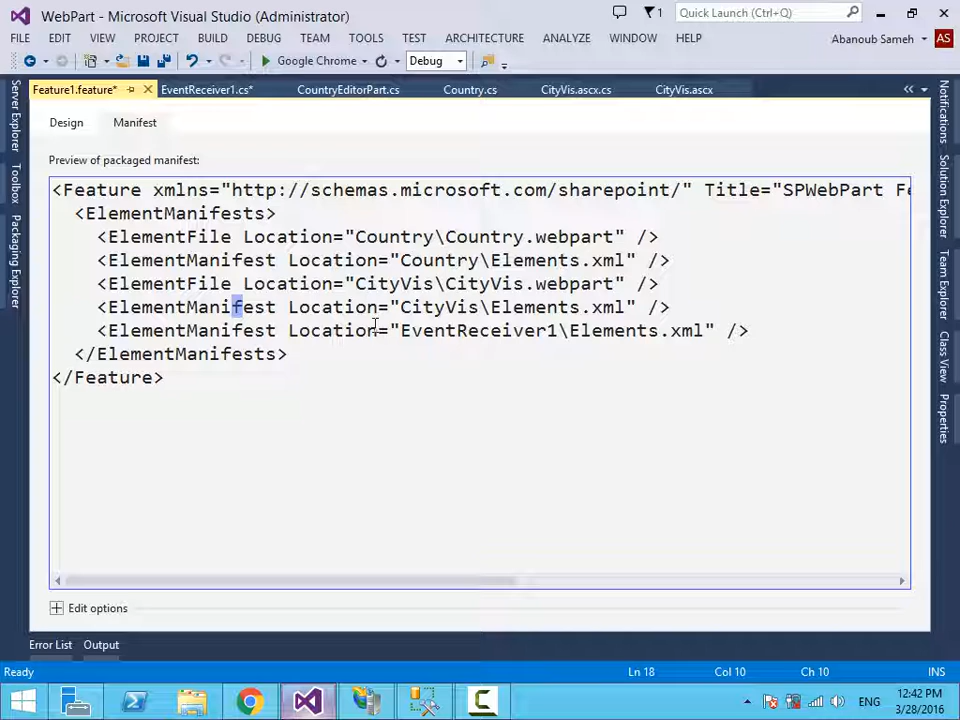 WebPart - Microsoft Visual Studio (Administrator)
1
Quick Launch (Ctrl+Q)
FILE EDIT VIEW PROJECT BUILD DEBUG TEAM TOOLS TEST ARCHITECTURE ANALYZE WINDOW HELP
Abanoub Sameh
AS
Google Chrome
Debug
Feature1.feature* EventReceiver1.cs* CountryEditorPart.cs Country.cs CityVis.ascx.cs CityVis.ascx
Server Explorer
Toolbox
Packaging Explorer
Design Manifest
Preview of packaged manifest:
<Feature xmlns="http://schemas.microsoft.com/sharepoint/" Title="SPWebPart Fe
<ElementManifests>
<ElementFile Location="Country\Country.webpart" />
<ElementManifest Location="Country\Elements.xml" />
<ElementFile Location="CityVis\CityVis.webpart" />
<ElementManifest Location="CityVis\Elements.xml" />
<ElementManifest Location="EventReceiver1\Elements.xml" />
</ElementManifests>
</Feature>
Edit options
Notifications
Solution Explorer
Team Explorer
Class View
Properties
Error List Output
Ready
Ln 18
Col 10
Ch 10
INS
ENG
12:42 PM
3/28/2016